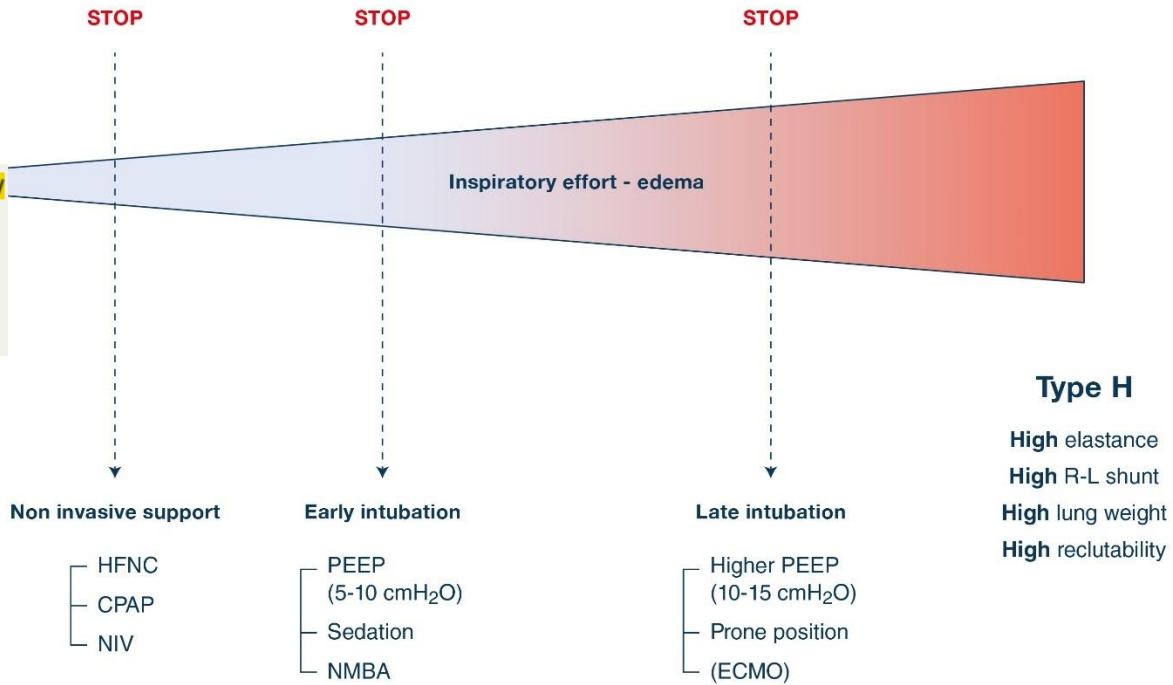 STOP
STOP
STOP
Inspiratory effort - edema
Type H
High elastance
High R-L shunt
High lung weight
High reclutability
Non invasive support
HFNC
CPAP
NIV
Early intubation
PEEP
(5-10 cmH₂O)
Sedation
NMBA
Late intubation
Higher PEEP
(10-15 cmH₂O)
Prone position
(ECMO)